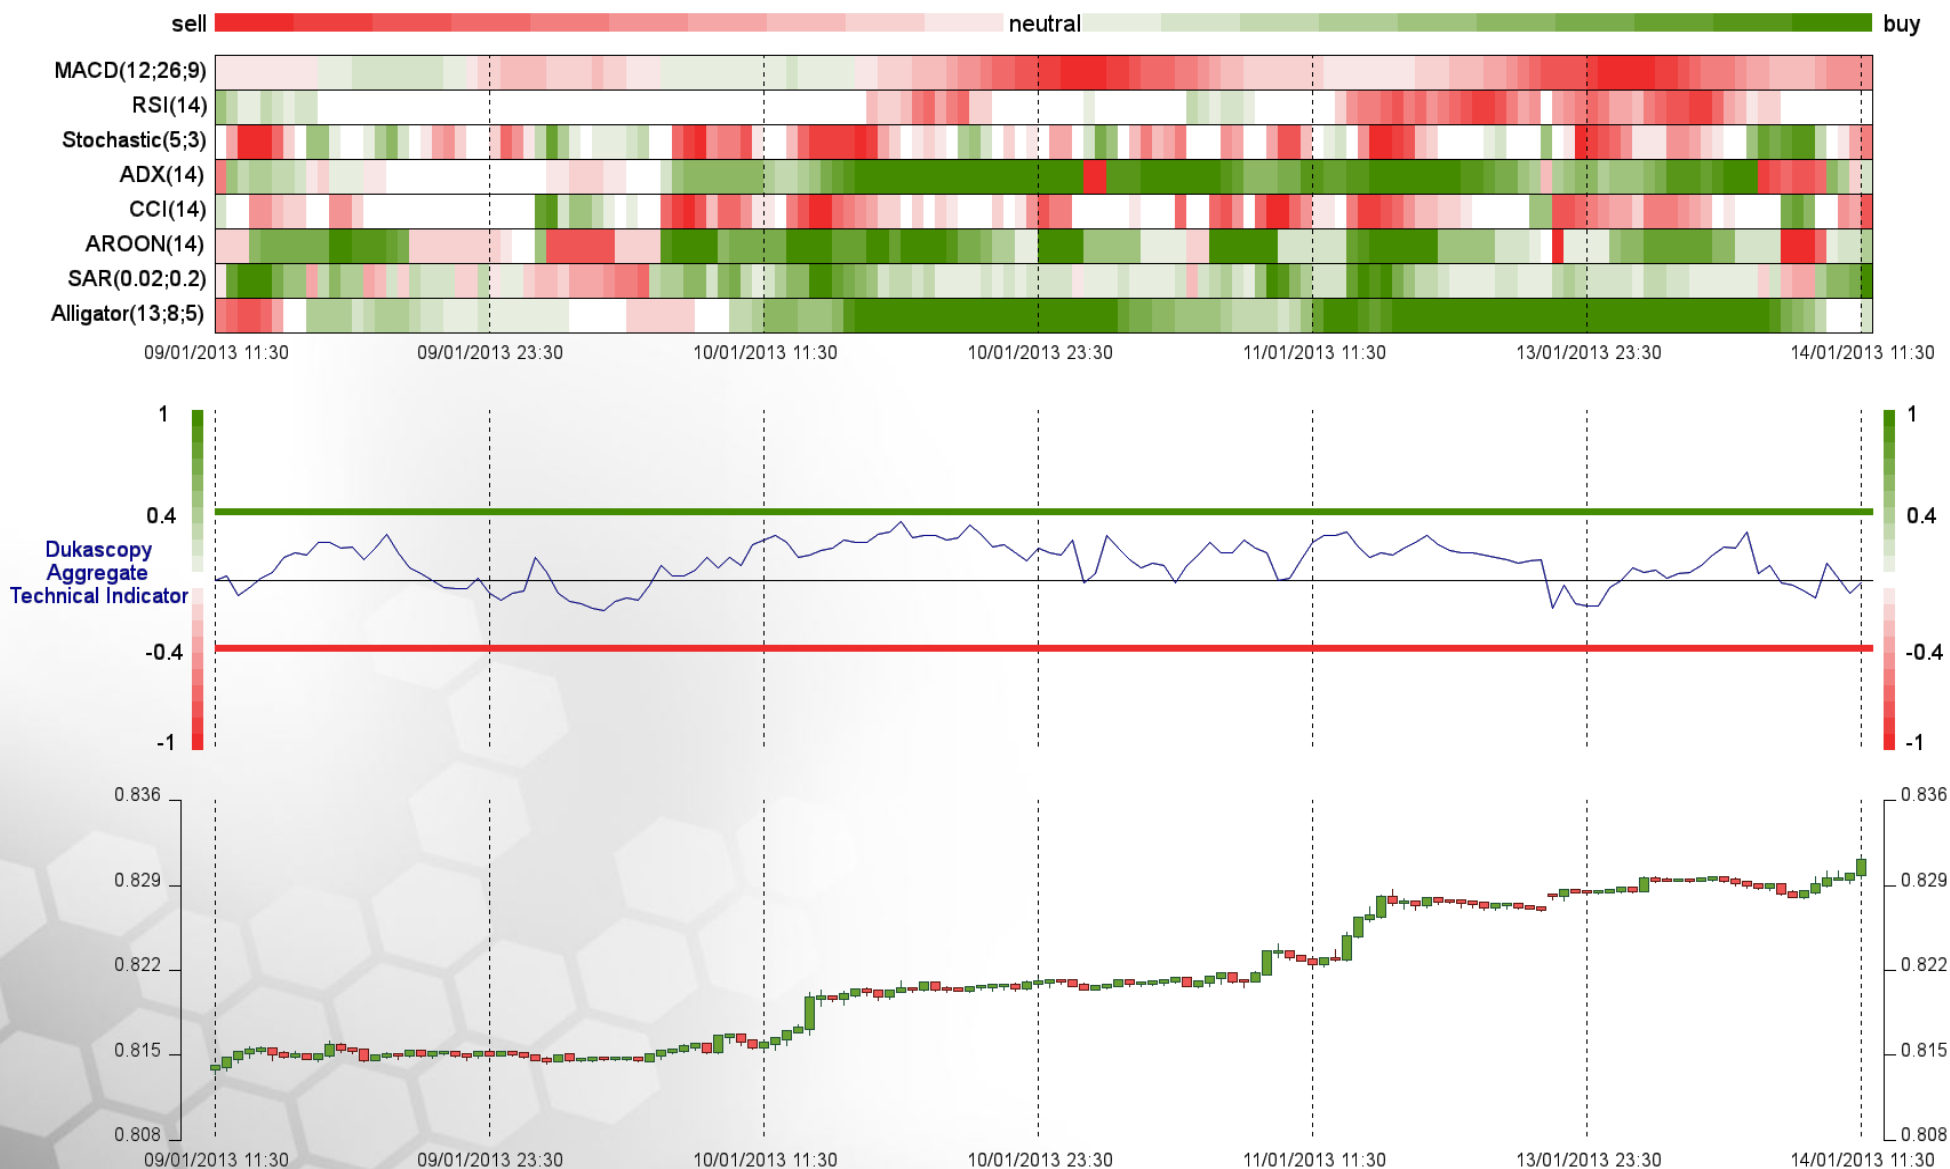 sell neutral buy
MACD(12;26;9)
RSI(14)
Stochastic(5;3)
ADX(14)
CCI(14)
AROON(14)
SAR(0.02;0.2)
Alligator(13;8;5)
09/01/2013 11:30 09/01/2013 23:30 10/01/2013 11:30 10/01/2013 23:30 11/01/2013 11:30 13/01/2013 23:30 14/01/2013 11:30
1 1
0.4 0.4
Dukascopy
Aggregate
Technical Indicator
-0.4 -0.4
-1 -1
0.836 0.836
0.829 0.829
0.822 0.822
0.815 0.815
0.808 0.808
09/01/2013 11:30 09/01/2013 23:30 10/01/2013 11:30 10/01/2013 23:30 11/01/2013 11:30 13/01/2013 23:30 14/01/2013 11:30